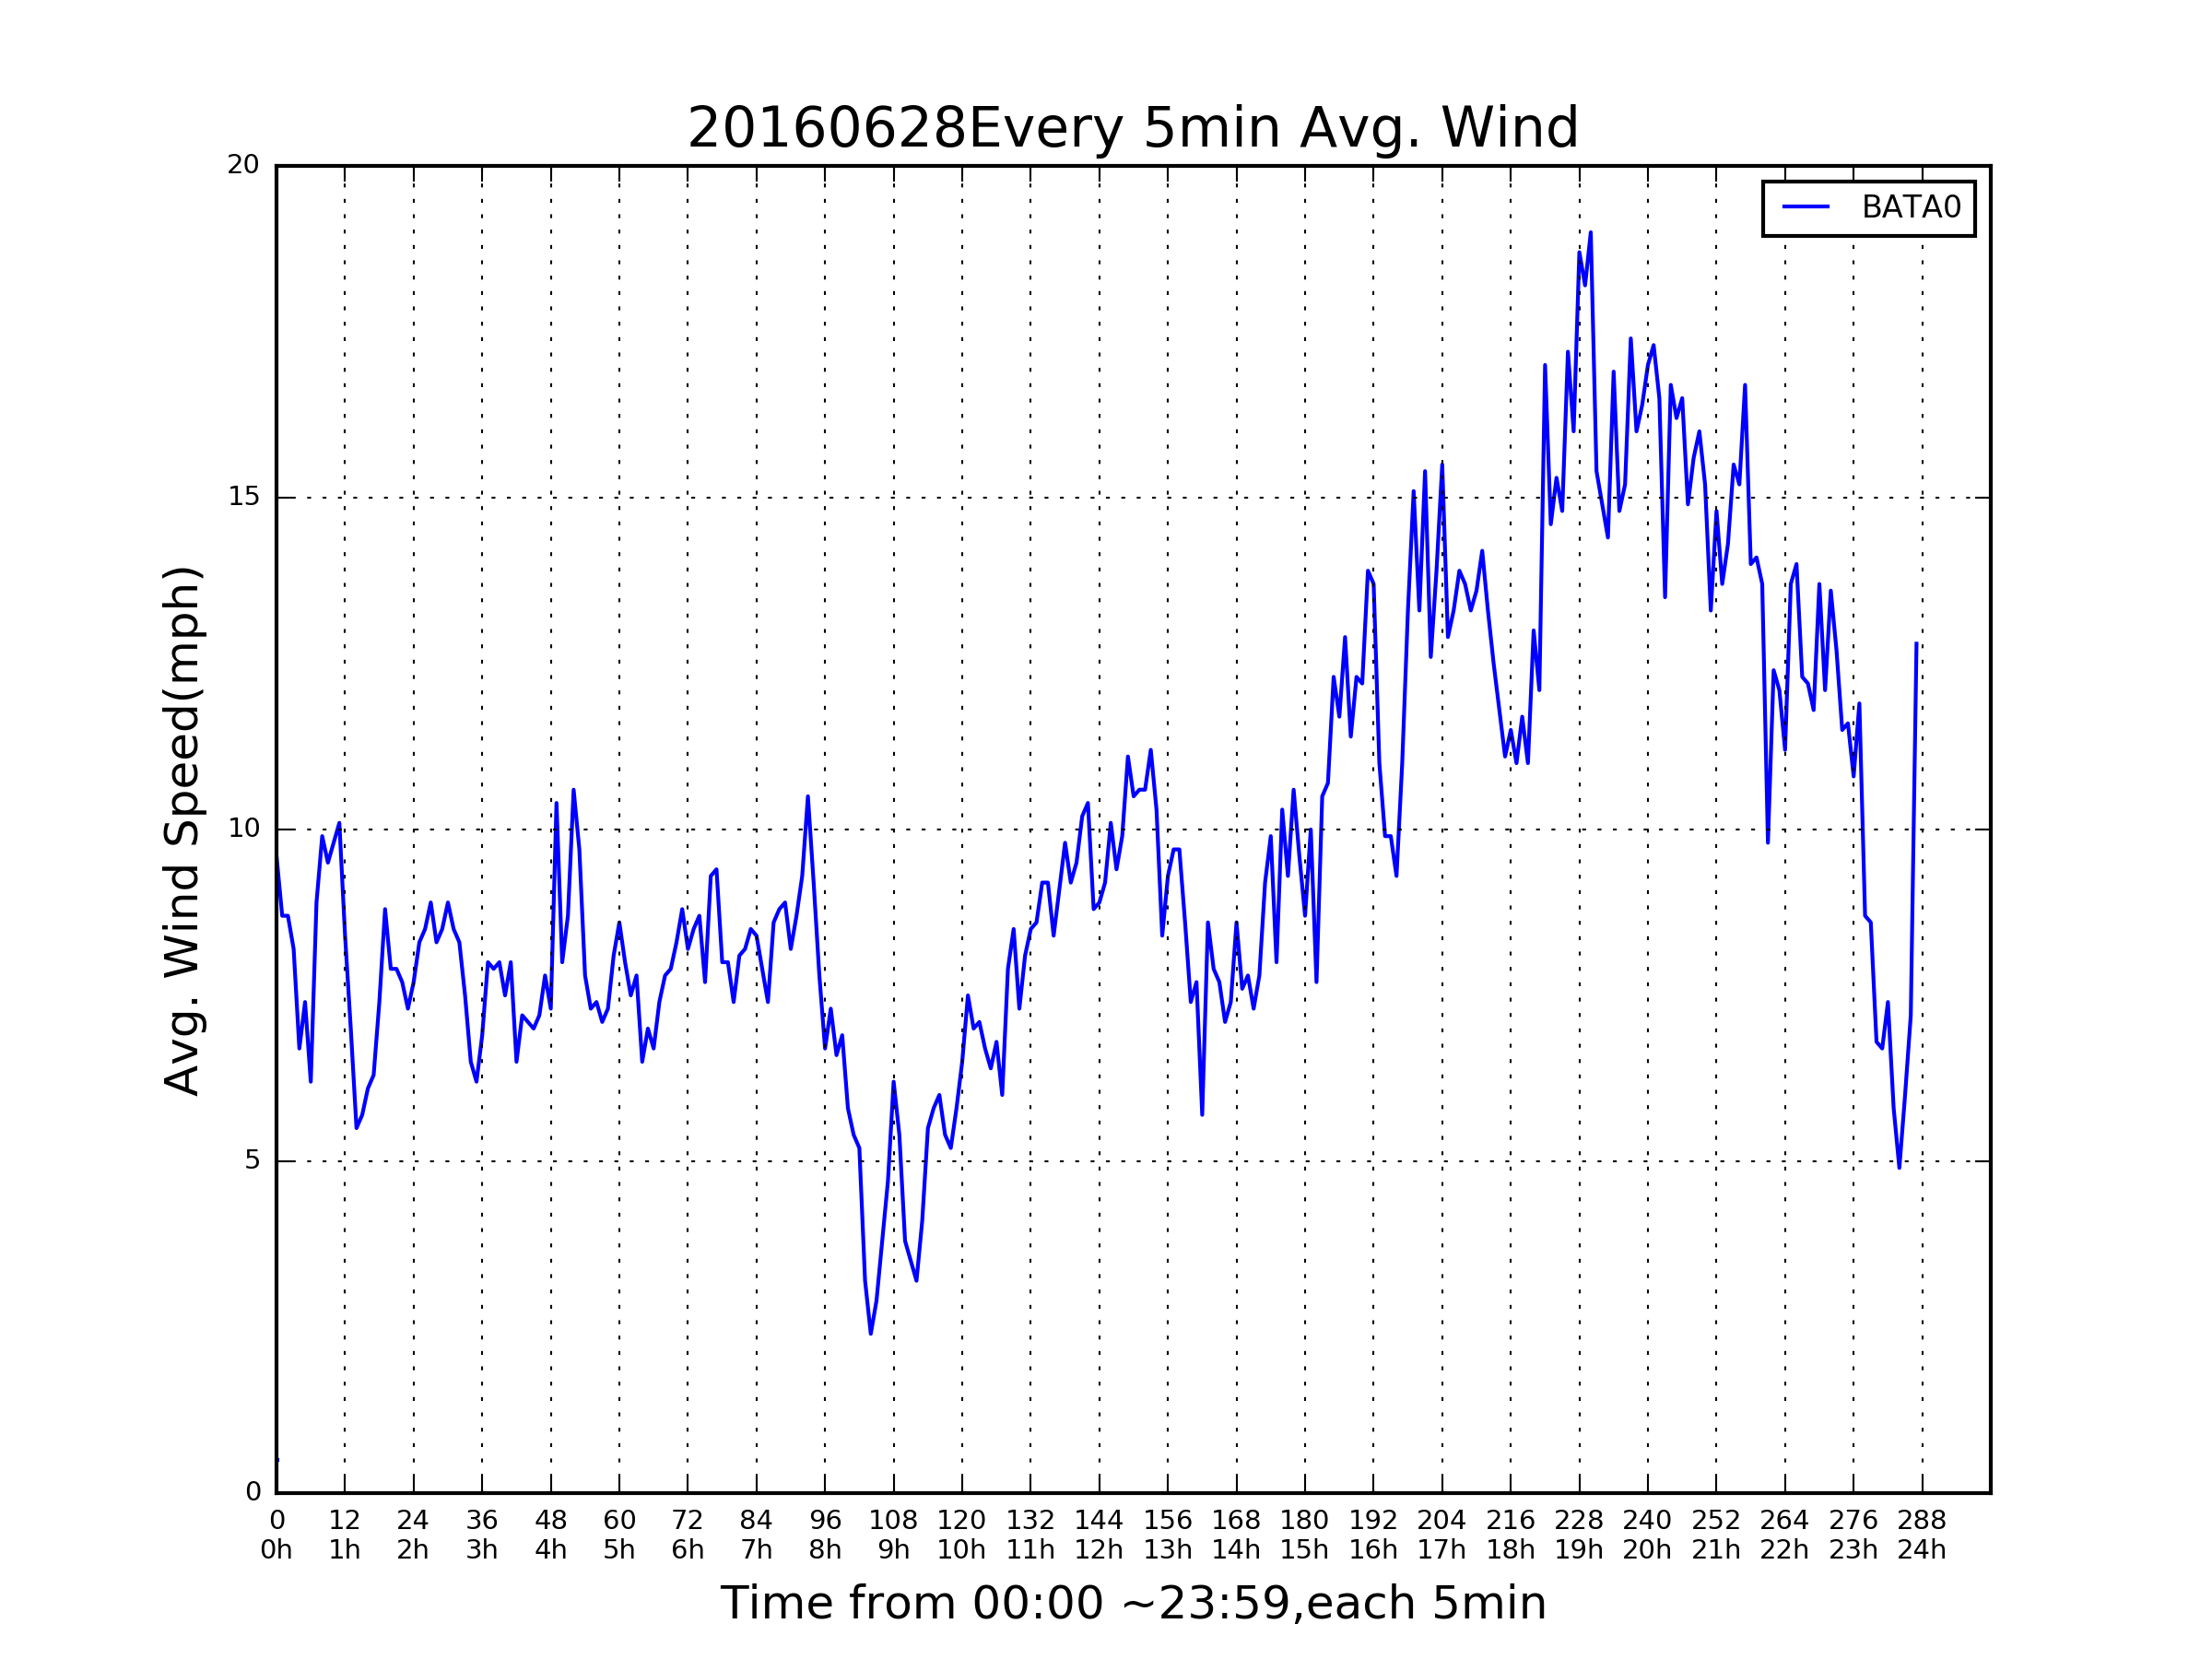 20160628Every 5min Avg. Wind
BATA0
Avg. Wind Speed(mph)
20
15
10
5
0
0 12 24 36 48 60 72 84 96 108 120 132 144 156 168 180 192 204 216 228 240 252 264 276 288
0h 1h 2h 3h 4h 5h 6h 7h 8h 9h 10h 11h 12h 13h 14h 15h 16h 17h 18h 19h 20h 21h 22h 23h 24h
Time from 00:00 ~23:59,each 5min